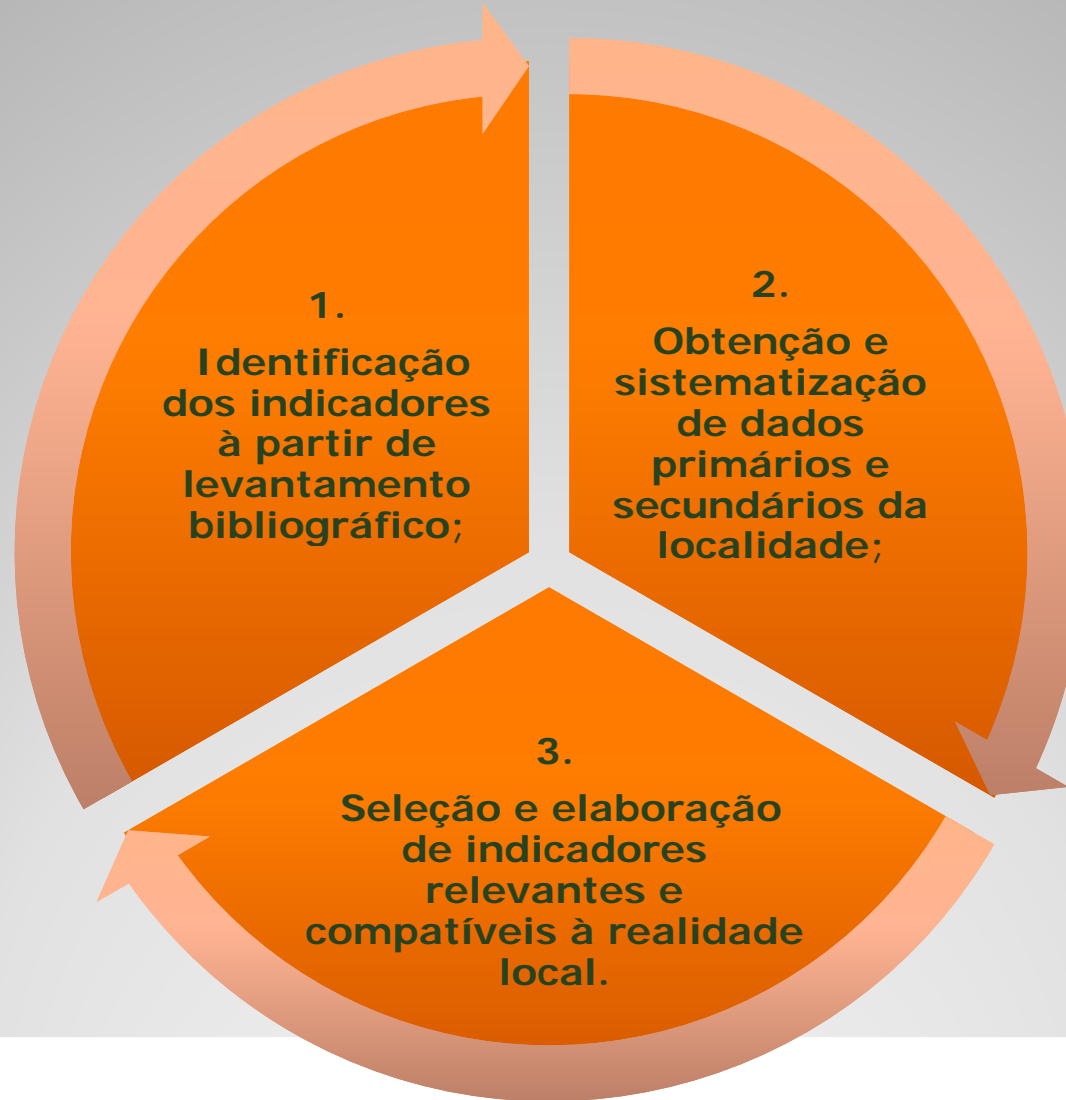 1.
Identificação
dos indicadores
à partir de
levantamento
bibliográfico;
2.
Obtenção e
sistematização
de dados
primários e
secundários da
localidade;
3.
Seleção e elaboração
de indicadores
relevantes e
compatíveis à realidade
local.